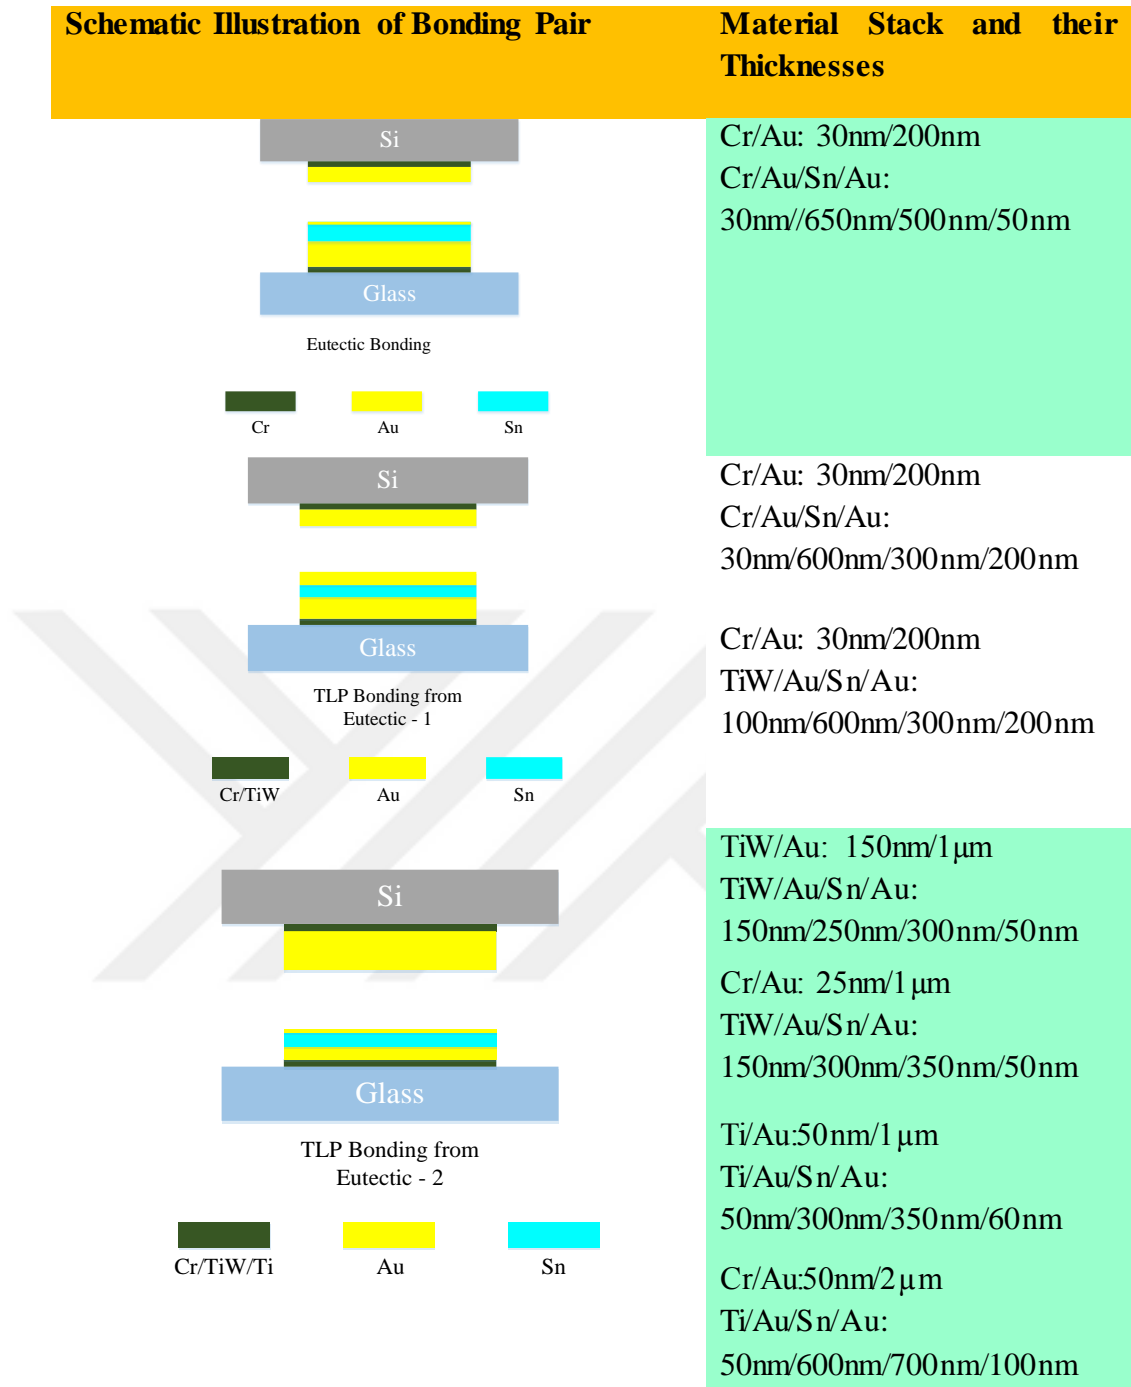 Schematic Illustration of Bonding Pair
Material Stack and their
Thicknesses
Si
Glass
Eutectic Bonding
Cr Au Sn
Cr/Au: 30nm/200nm
Cr/Au/Sn/Au:
30nm//650nm/500nm/50nm
Si
Glass
TLP Bonding from
Eutectic - 1
Cr/TiW Au Sn
Cr/Au: 30nm/200nm
Cr/Au/Sn/Au:
30nm/600nm/300nm/200nm
Cr/Au: 30nm/200nm
TiW/Au/Sn/Au:
100nm/600nm/300nm/200nm
Si
Glass
TLP Bonding from
Eutectic - 2
Cr/TiW/Ti Au Sn
TiW/Au: 150nm/1μm
TiW/Au/Sn/Au:
150nm/250nm/300nm/50nm
Cr/Au: 25nm/1μm
TiW/Au/Sn/Au:
150nm/300nm/350nm/50nm
Ti/Au:50nm/1μm
Ti/Au/Sn/Au:
50nm/300nm/350nm/60nm
Cr/Au:50nm/2μm
Ti/Au/Sn/Au:
50nm/600nm/700nm/100nm